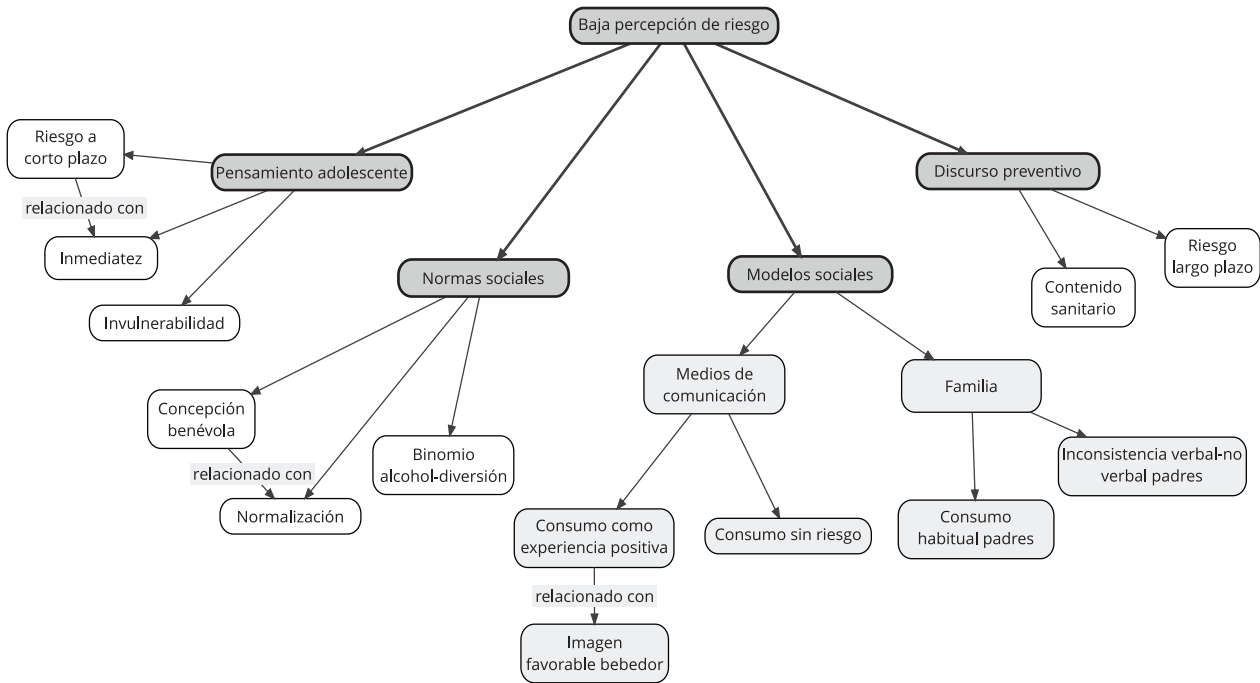 Baja percepción de riesgo
Riesgo a
corto plazo
Pensamiento adolescente
Discurso preventivo
relacionado con
Inmediatez
Invulnerabilidad
Normas sociales
Modelos sociales
Riesgo
largo plazo
Contenido
sanitario
Medios de
comunicación
Familia
Concepción
benévola
relacionado con
Normalización
Binomio
alcohol-diversión
Inconsistencia verbal-no
verbal padres
Consumo como
experiencia positiva
Consumo sin riesgo
Consumo
habitual padres
relacionado con
Imagen
favorable bebedor